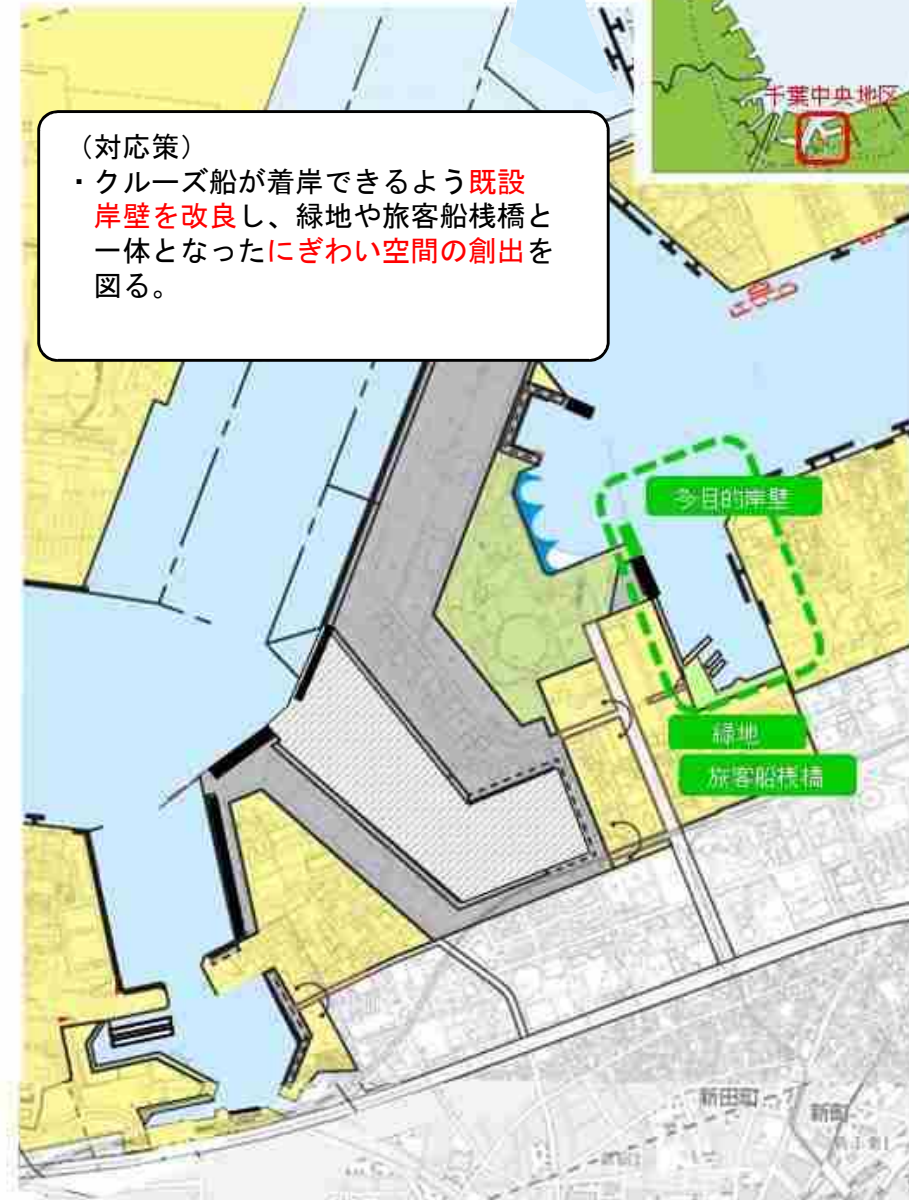 千葉中央地区
（対応策）
・クルーズ船が着岸できるよう既設
岸壁を改良し、緑地や旅客船桟橋と
一体となったにぎわい空間の創出を
図る。
多目的岸壁
緑地
旅客船桟橋
新田町
新町